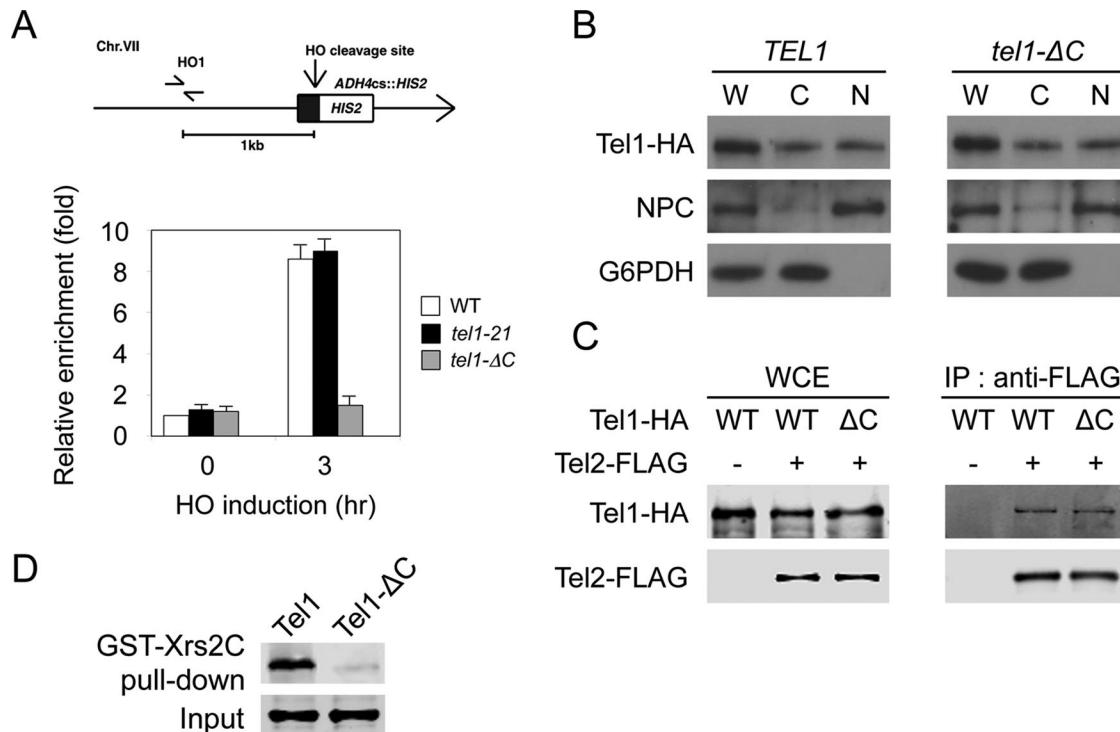 A
Chr.VII
HO1
HO cleavage site
ADH4cs::HIS2
HIS2
1kb
Relative enrichment (fold)
10
8
6
4
2
0
0 3
HO induction (hr)
WT
tel1-21
tel1-ΔC
B
TEL1 tel1-ΔC
W C N W C N
Tel1-HA
NPC
G6PDH
C
WCE IP : anti-FLAG
Tel1-HA WT WT ΔC WT WT ΔC
Tel2-FLAG - + + - + +
Tel1-HA
Tel2-FLAG
D
Tel1 Tel1-ΔC
GST-Xrs2C
pull-down
Input